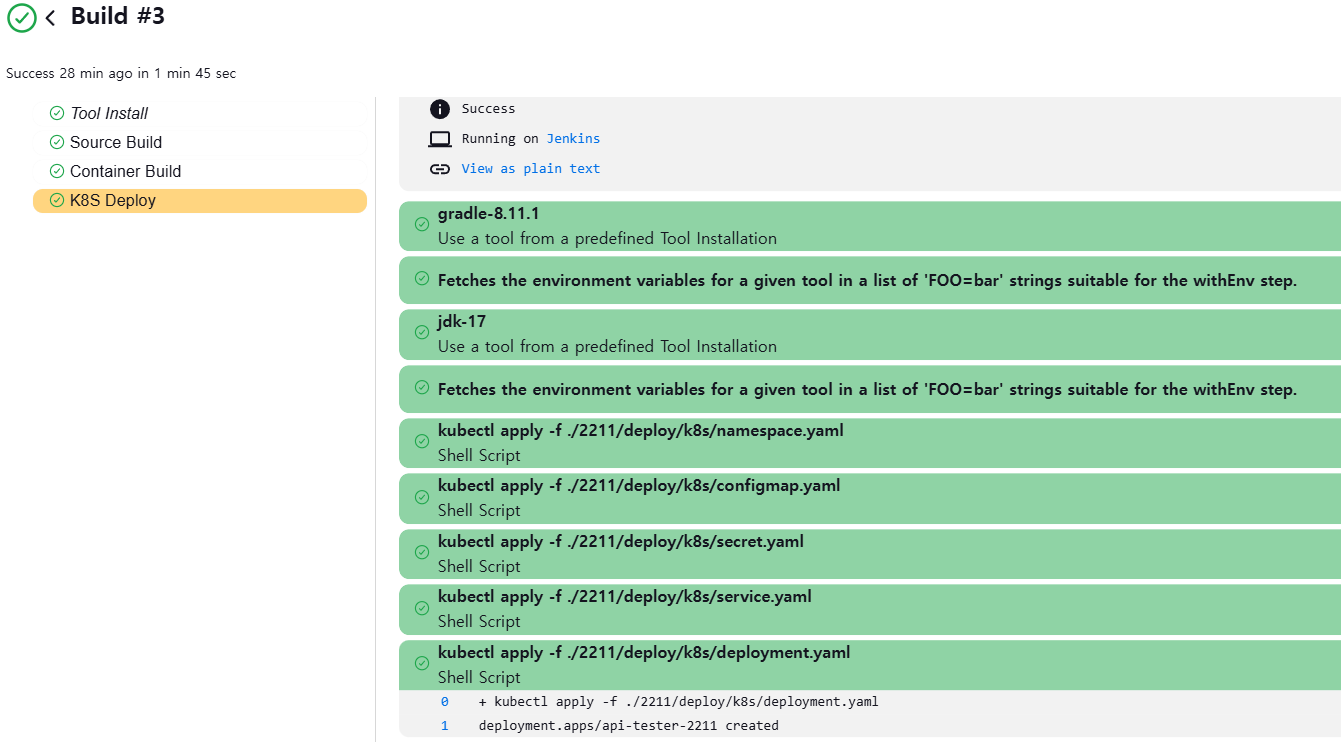 Build #3
Success 28 min ago in 1 min 45 sec
Tool Install
Source Build
Container Build
K8S Deploy
Success
Running on Jenkins
View as plain text
gradle-8.11.1
Use a tool from a predefined Tool Installation
Fetches the environment variables for a given tool in a list of 'FOO=bar' strings suitable for the withEnv step.
jdk-17
Use a tool from a predefined Tool Installation
Fetches the environment variables for a given tool in a list of 'FOO=bar' strings suitable for the withEnv step.
kubectl apply -f ./2211/deploy/k8s/namespace.yaml
Shell Script
kubectl apply -f ./2211/deploy/k8s/configmap.yaml
Shell Script
kubectl apply -f ./2211/deploy/k8s/secret.yaml
Shell Script
kubectl apply -f ./2211/deploy/k8s/service.yaml
Shell Script
kubectl apply -f ./2211/deploy/k8s/deployment.yaml
Shell Script
0 + kubectl apply -f ./2211/deploy/k8s/deployment.yaml
1 deployment.apps/api-tester-2211 created